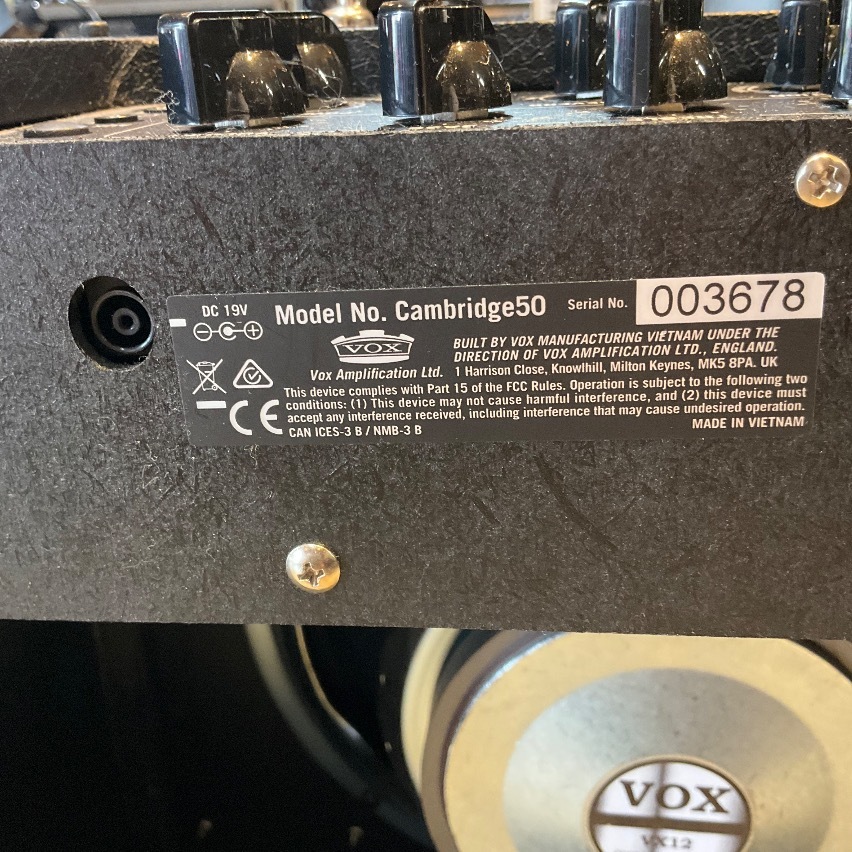 DC 19V
Model No. Cambridge50
Serial No. 003678
VOX
BUILT BY VOX MANUFACTURING VIETNAM UNDER THE
DIRECTION OF VOX AMPLIFICATION LTD., ENGLAND.
Vox Amplification Ltd. 1 Harrison Close, Knowlhill, Milton Keynes, MK5 8PA. UK
This device complies with Part 15 of the FCC Rules. Operation is subject to the following two
conditions: (1) This device may not cause harmful interference, and (2) this device must
accept any interference received, including interference that may cause undesired operation.
CE
CAN ICES-3 B / NMB-3 B
MADE IN VIETNAM
VOX
VX12